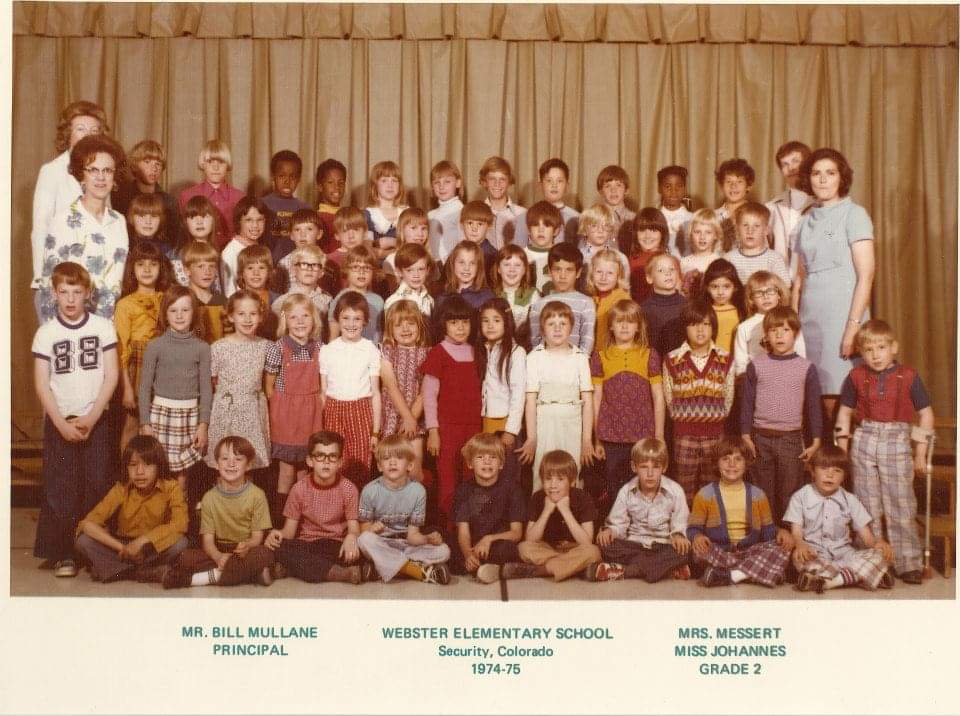 88
MR. BILL MULLANE
PRINCIPAL
WEBSTER ELEMENTARY SCHOOL
Security, Colorado
1974-75
MRS. MESSERT
MISS JOHANNES
GRADE 2